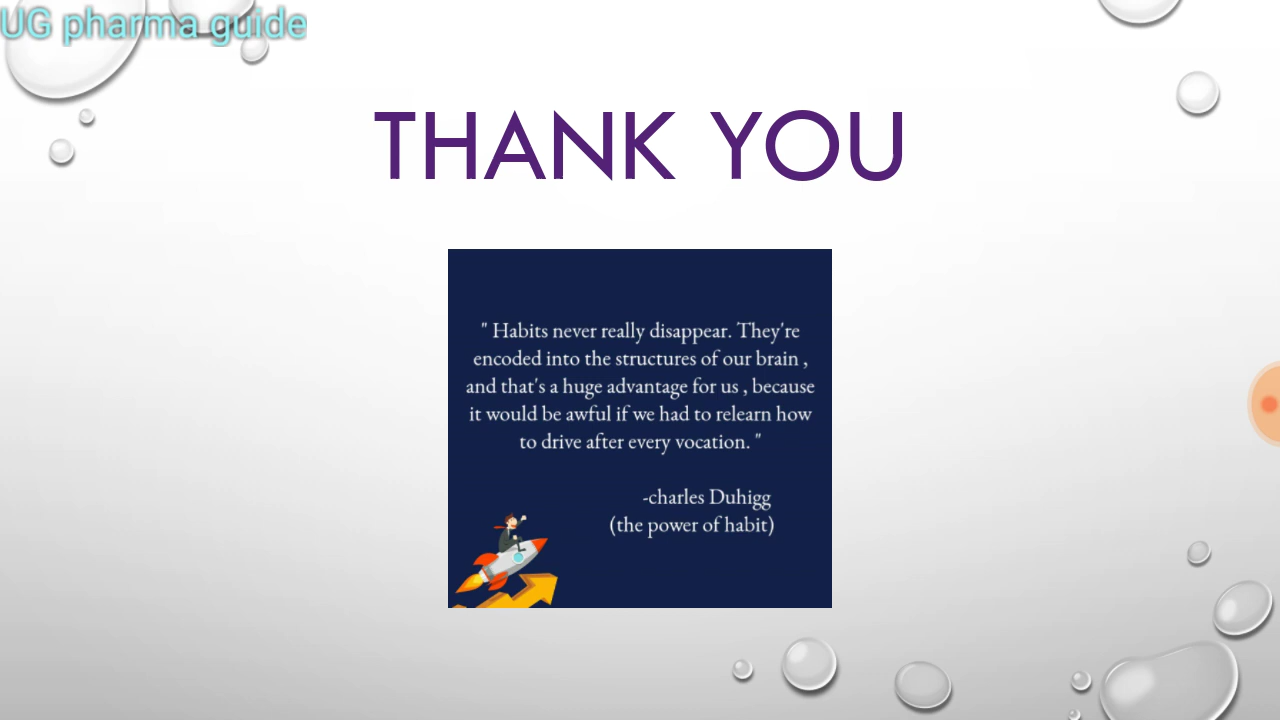 UG pharma guide
THANK YOU
" Habits never really disappear. They're
encoded into the structures of our brain ,
and that's a huge advantage for us , because
it would be awful if we had to relearn how
to drive after every vocation. "
-charles Duhigg
(the power of habit)